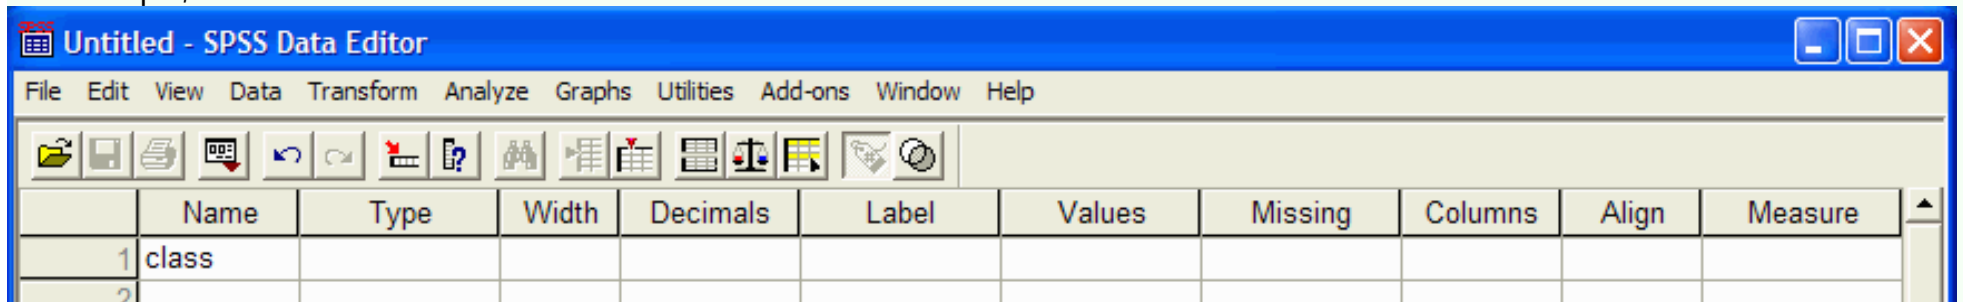 Untitled - SPSS Data Editor
File Edit View Data Transform Analyze Graphs Utilities Add-ons Window Help
Name Type Width Decimals Label Values Missing Columns Align Measure
1 class
2